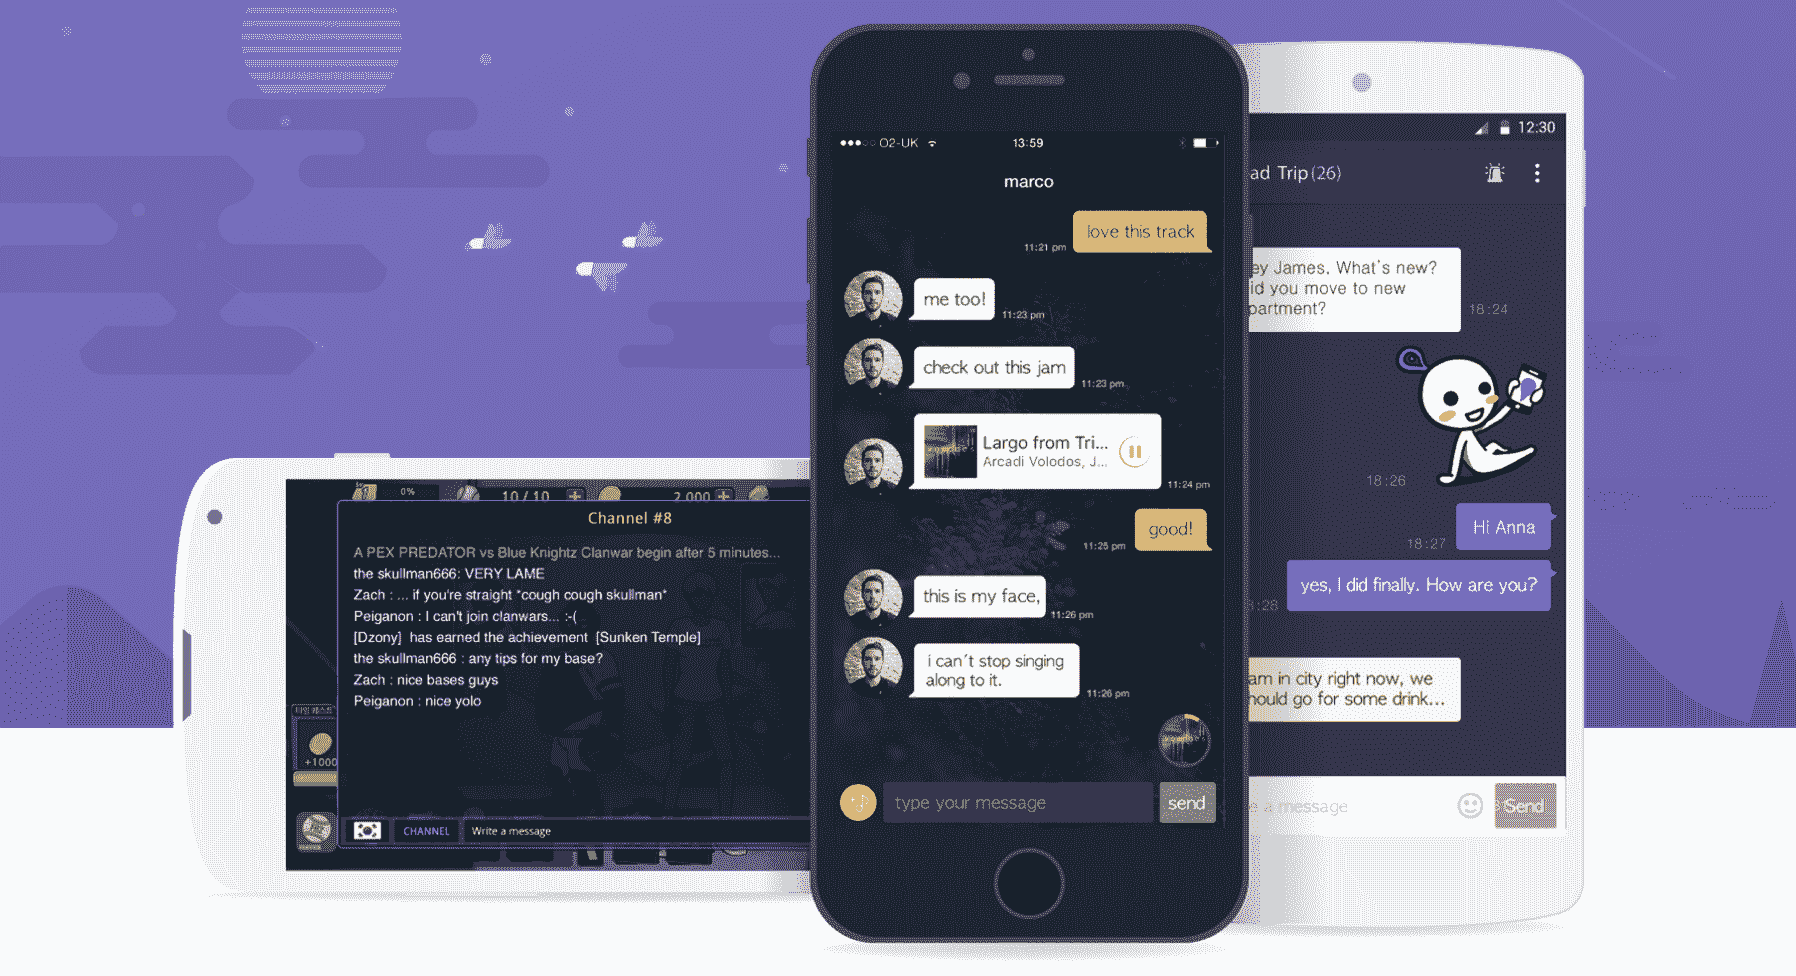 0%
10/10
2,000
Channel #8
A PEX PREDATOR vs Blue Knightz Clanwar begin after 5 minutes...
the skullman666: VERY LAME
Zach : ... if you're straight *cough cough skullman*
Peiganon : I can't join clanwars... :-(
[Dzony] has earned the achievement [Sunken Temple]
the skullman666 : any tips for my base?
Zach : nice bases guys
Peiganon : nice yolo
+1000
CHANNEL
Write a message
O2-UK
13:59
marco
love this track
11:21 pm
me too!
11:23 pm
check out this jam
11:23 pm
Largo from Tri...
Arcadi Volodos, J...
11:24 pm
good!
11:25 pm
this is my face,
11:26 pm
i can´t stop singing
along to it.
11:26 pm
type your message
send
12:30
ad Trip (26)
ey James. What's new?
id you move to new
partment?
18:24
18:26
Hi Anna
18:27
yes, I did finally. How are you?
:28
am in city right now, we
hould go for some drink...
e a message
Send